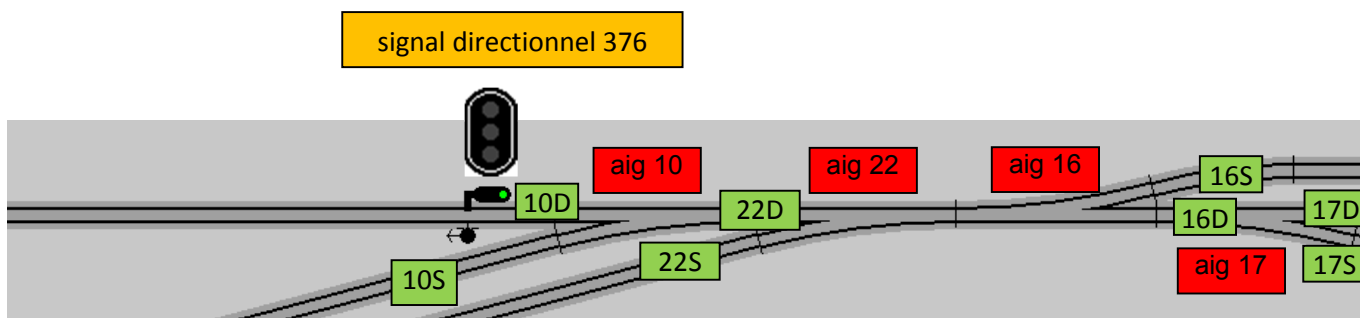 signal directionnel 376
aig 10
aig 22
aig 16
10D
22D
16S
16D
17D
10S
22S
aig 17
17S